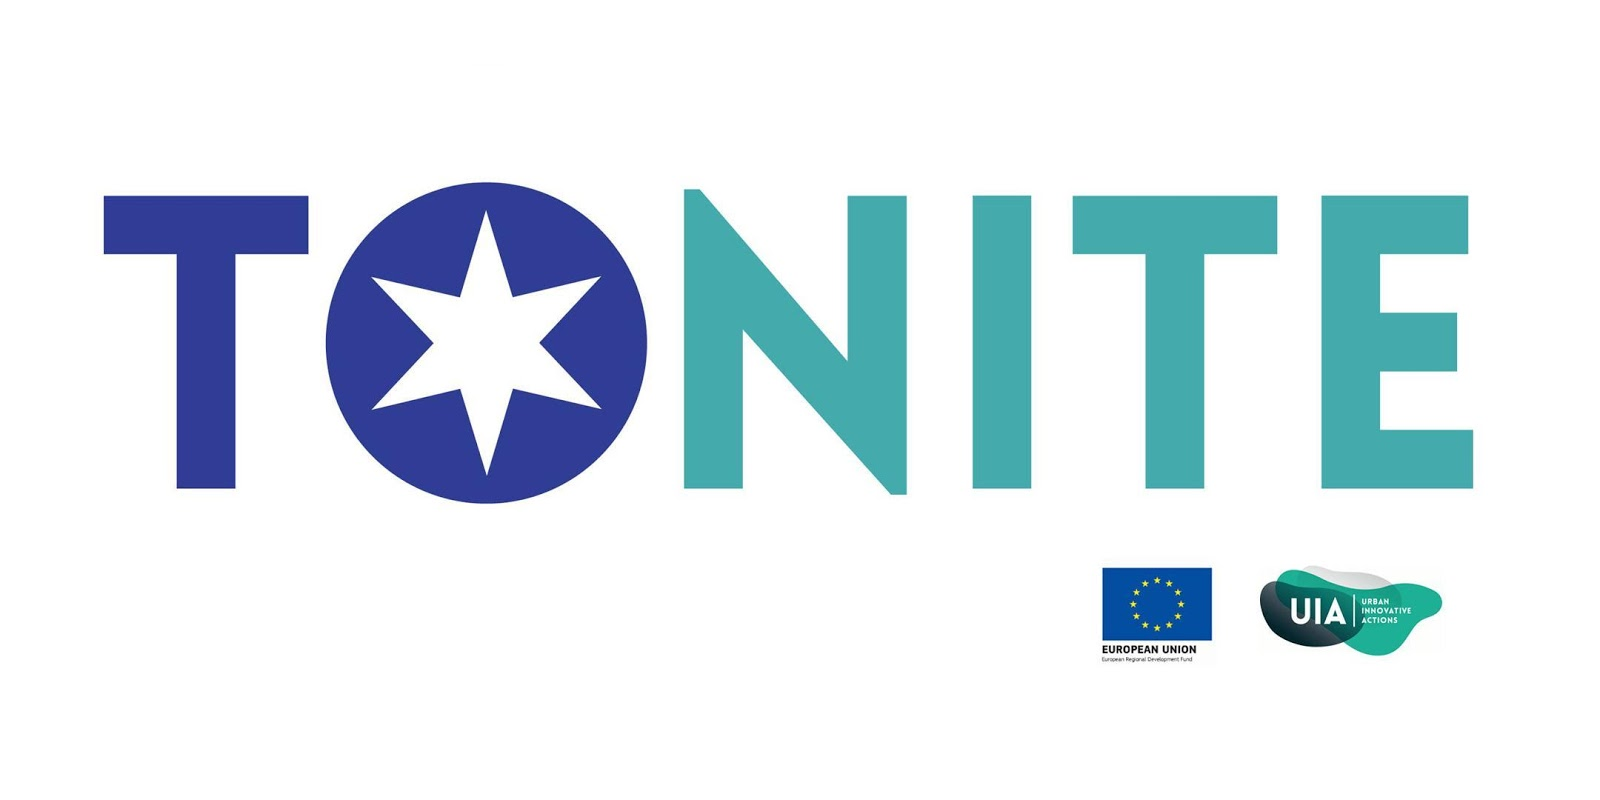 TONITE
EUROPEAN UNION
European Regional Development Fund
UIA
URBAN
INNOVATIVE
ACTIONS